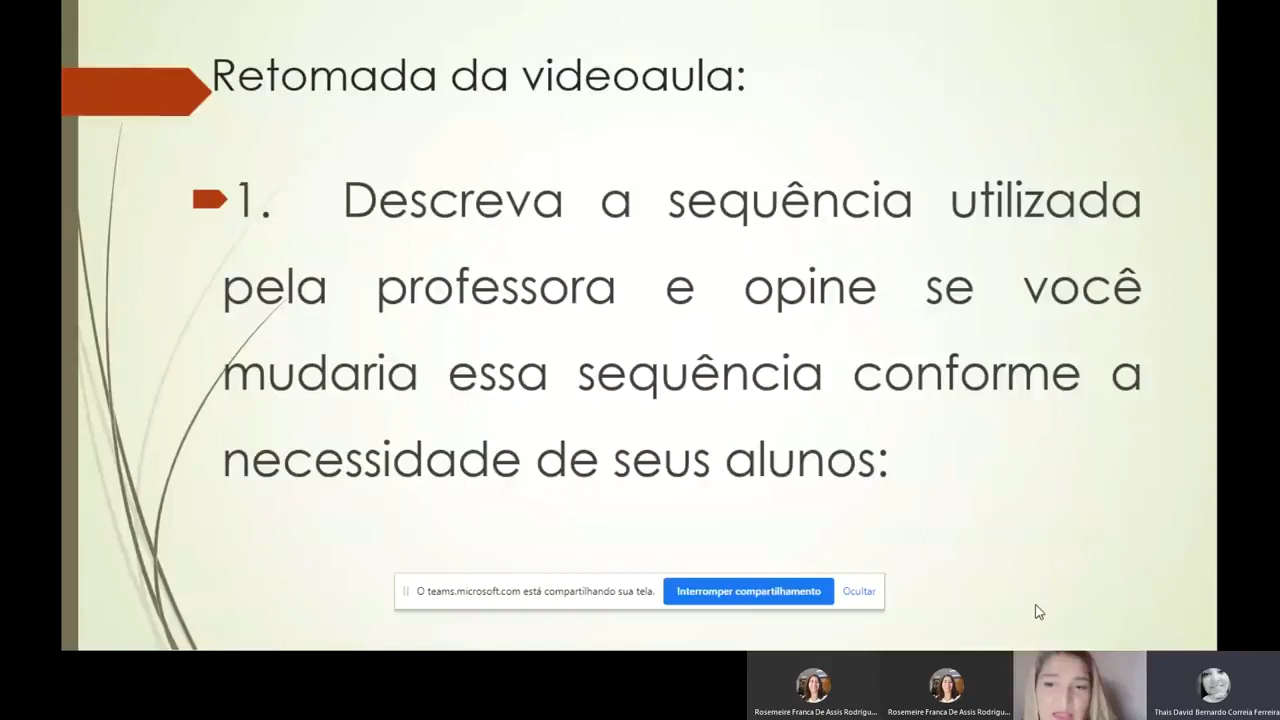 Retomada da videoaula:
1. Descreva a sequência utilizada
pela professora e opine se você
mudaria essa sequência conforme a
necessidade de seus alunos:
O teams.microsoft.com está compartilhando sua tela. Interromper compartilhamento Ocultar
Rosemeire Franca De Assis Rodrigu... Rosemeire Franca De Assis Rodrigu... Thais David Bernardo Correia Ferreira